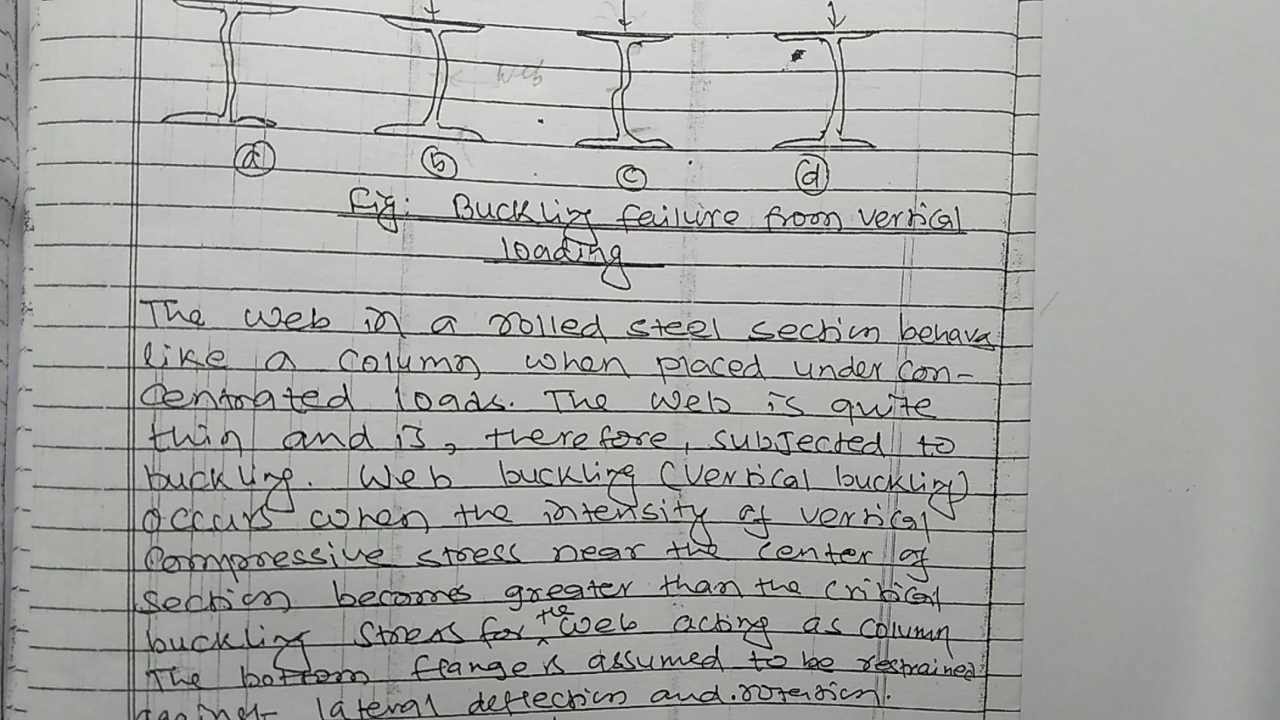 web
a b c d
Fig: Buckling failure from vertical
loading
The web in a rolled steel section behave
like a column when placed under con-
centrated loads. The web is quite
thin and is, therefore, subjected to
buckling. Web buckling (vertical buckling)
occurs when the intensity of vertical
compressive stress near the center of
section becomes greater than the critical
buckling stress for the web acting as column
The bottom flange is assumed to be restrained
against lateral deflection and rotation.